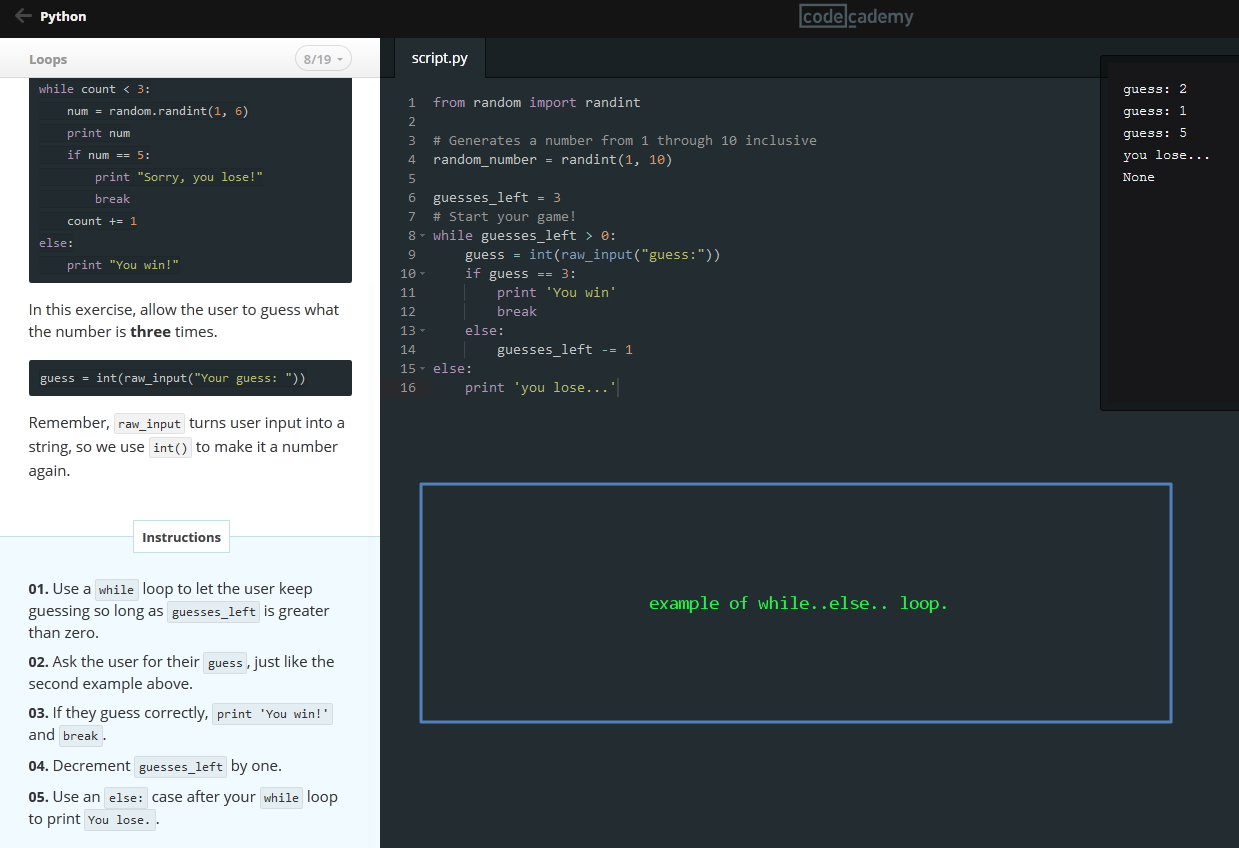 Python
codecademy
Loops
8/19
while count < 3:
    num = random.randint(1, 6)
    print num
    if num == 5:
        print "Sorry, you lose!"
        break
    count += 1
else:
    print "You win!"
In this exercise, allow the user to guess what
the number is three times.
guess = int(raw_input("Your guess: "))
Remember, raw_input turns user input into a
string, so we use int() to make it a number
again.
Instructions
01. Use a while loop to let the user keep
guessing so long as guesses_left is greater
than zero.
02. Ask the user for their guess, just like the
second example above.
03. If they guess correctly, print 'You win!'
and break.
04. Decrement guesses_left by one.
05. Use an else: case after your while loop
to print You lose..
script.py
1 from random import randint
2
3 # Generates a number from 1 through 10 inclusive
4 random_number = randint(1, 10)
5
6 guesses_left = 3
7 # Start your game!
8 while guesses_left > 0:
9     guess = int(raw_input("guess:"))
10     if guess == 3:
11         print 'You win'
12         break
13     else:
14         guesses_left -= 1
15 else:
16     print 'you lose...'
example of while..else.. loop.
guess: 2
guess: 1
guess: 5
you lose...
None